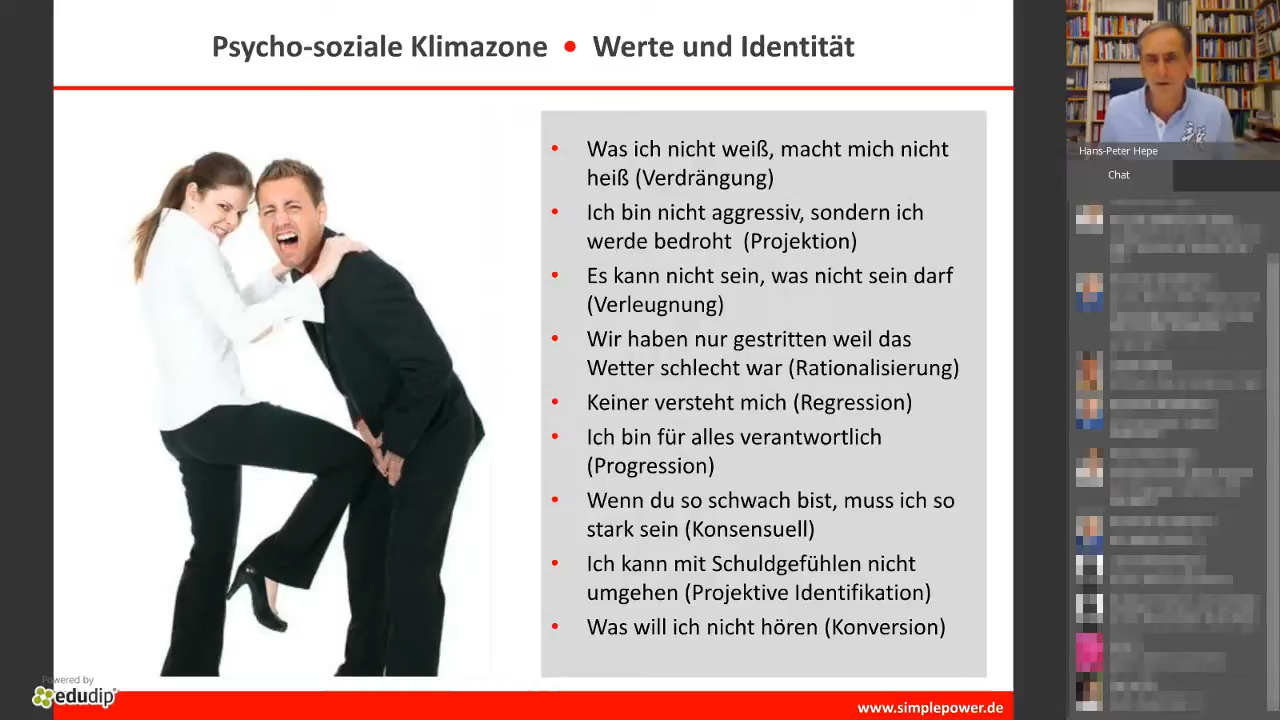 Psycho-soziale Klimazone • Werte und Identität
• Was ich nicht weiß, macht mich nicht
heiß (Verdrängung)
• Ich bin nicht aggressiv, sondern ich
werde bedroht (Projektion)
• Es kann nicht sein, was nicht sein darf
(Verleugnung)
• Wir haben nur gestritten weil das
Wetter schlecht war (Rationalisierung)
• Keiner versteht mich (Regression)
• Ich bin für alles verantwortlich
(Progression)
• Wenn du so schwach bist, muss ich so
stark sein (Konsensuell)
• Ich kann mit Schuldgefühlen nicht
umgehen (Projektive Identifikation)
• Was will ich nicht hören (Konversion)
Powered by
edudip
www.simplepower.de
Hans-Peter Hepe
Chat